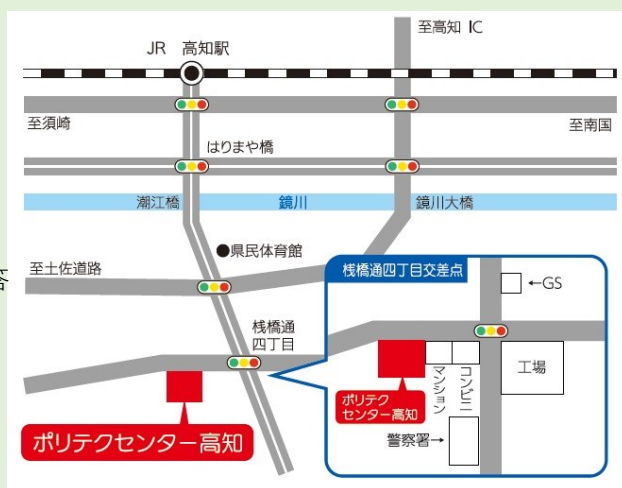 至高知 IC
JR 高知駅
至須崎
至南国
はりまや橋
潮江橋
鏡川
鏡川大橋
●県民体育館
至土佐道路
桟橋通四丁目交差点
←GS
桟橋通
四丁目
工場
コンビニ
マンション
ポリテク
センター高知
警察署→
ポリテクセンター高知